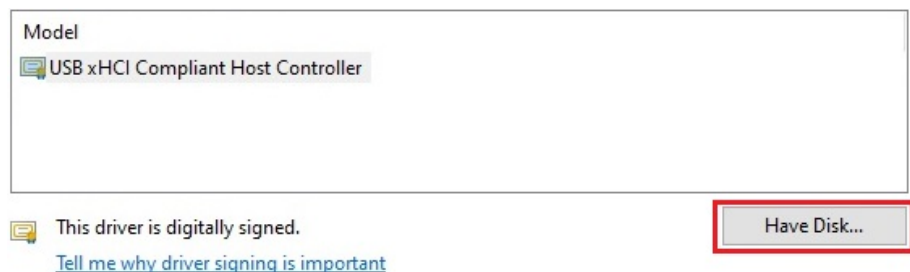 Model
USB xHCI Compliant Host Controller
This driver is digitally signed.
Have Disk...
Tell me why driver signing is important